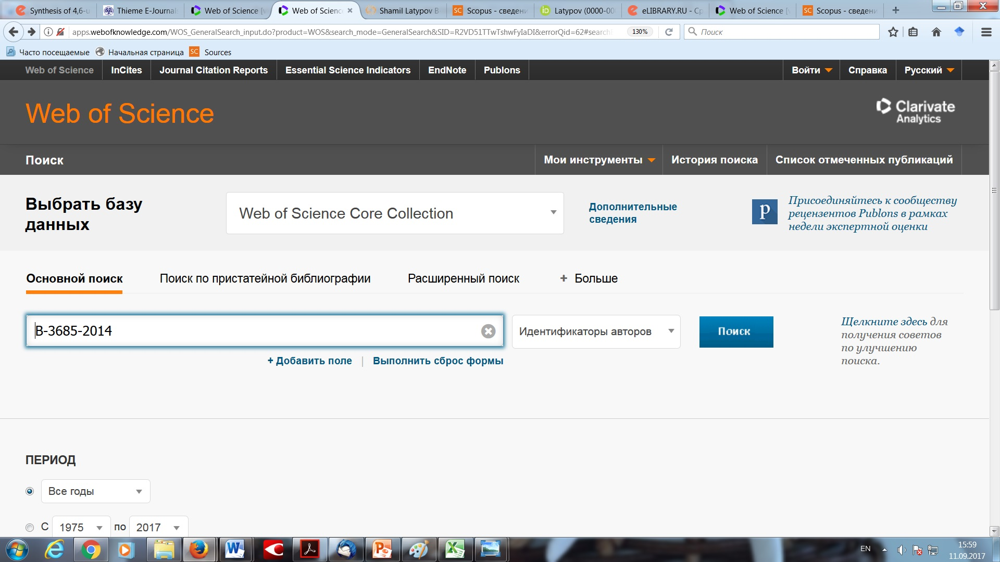 Synthesis of 4,6-u
Thieme E-Journal
Web of Science [v
Web of Science
Shamil Latypov B
Scopus - сведени
Latypov (0000-00
eLIBRARY.RU - Ср
Web of Science [v
Scopus - сведени
apps.webofknowledge.com/WOS_GeneralSearch_input.do?product=WOS&search_mode=GeneralSearch&SID=R2VD51TTwTshwFyIaDI&errorQid=62#search
130%
Поиск
Часто посещаемые
Начальная страница
SC Sources
Web of Science
InCites
Journal Citation Reports
Essential Science Indicators
EndNote
Publons
Войти
Справка
Русский
Web of Science
Clarivate
Analytics
Поиск
Мои инструменты
История поиска
Список отмеченных публикаций
Выбрать базу
данных
Web of Science Core Collection
Дополнительные
сведения
p
Присоединяйтесь к сообществу
рецензентов Publons в рамках
недели экспертной оценки
Основной поиск
Поиск по пристатейной библиографии
Расширенный поиск
+ Больше
B-3685-2014
Идентификаторы авторов
Поиск
Щелкните здесь для
получения советов
по улучшению
поиска.
+ Добавить поле | Выполнить сброс формы
ПЕРИОД
Все годы
С 1975 по 2017
EN
15:59
11.09.2017